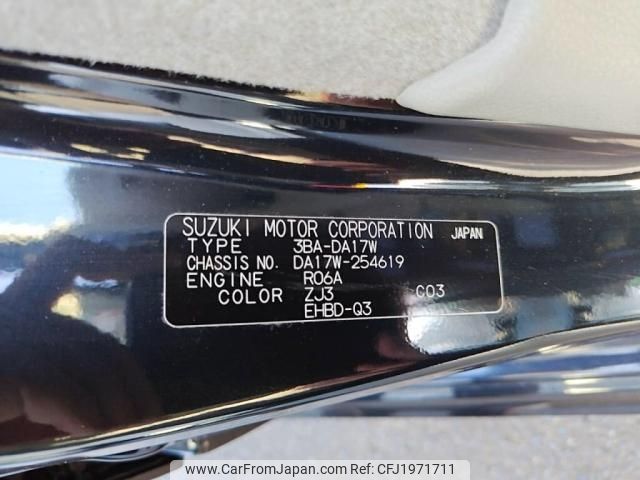 SUZUKI MOTOR CORPORATION JAPAN
TYPE 3BA-DA17W
CHASSIS NO. DA17W-254619
ENGINE R06A
COLOR ZJ3 C03
EHBD-Q3
www.CarFromJapan.com - CFJ1971711